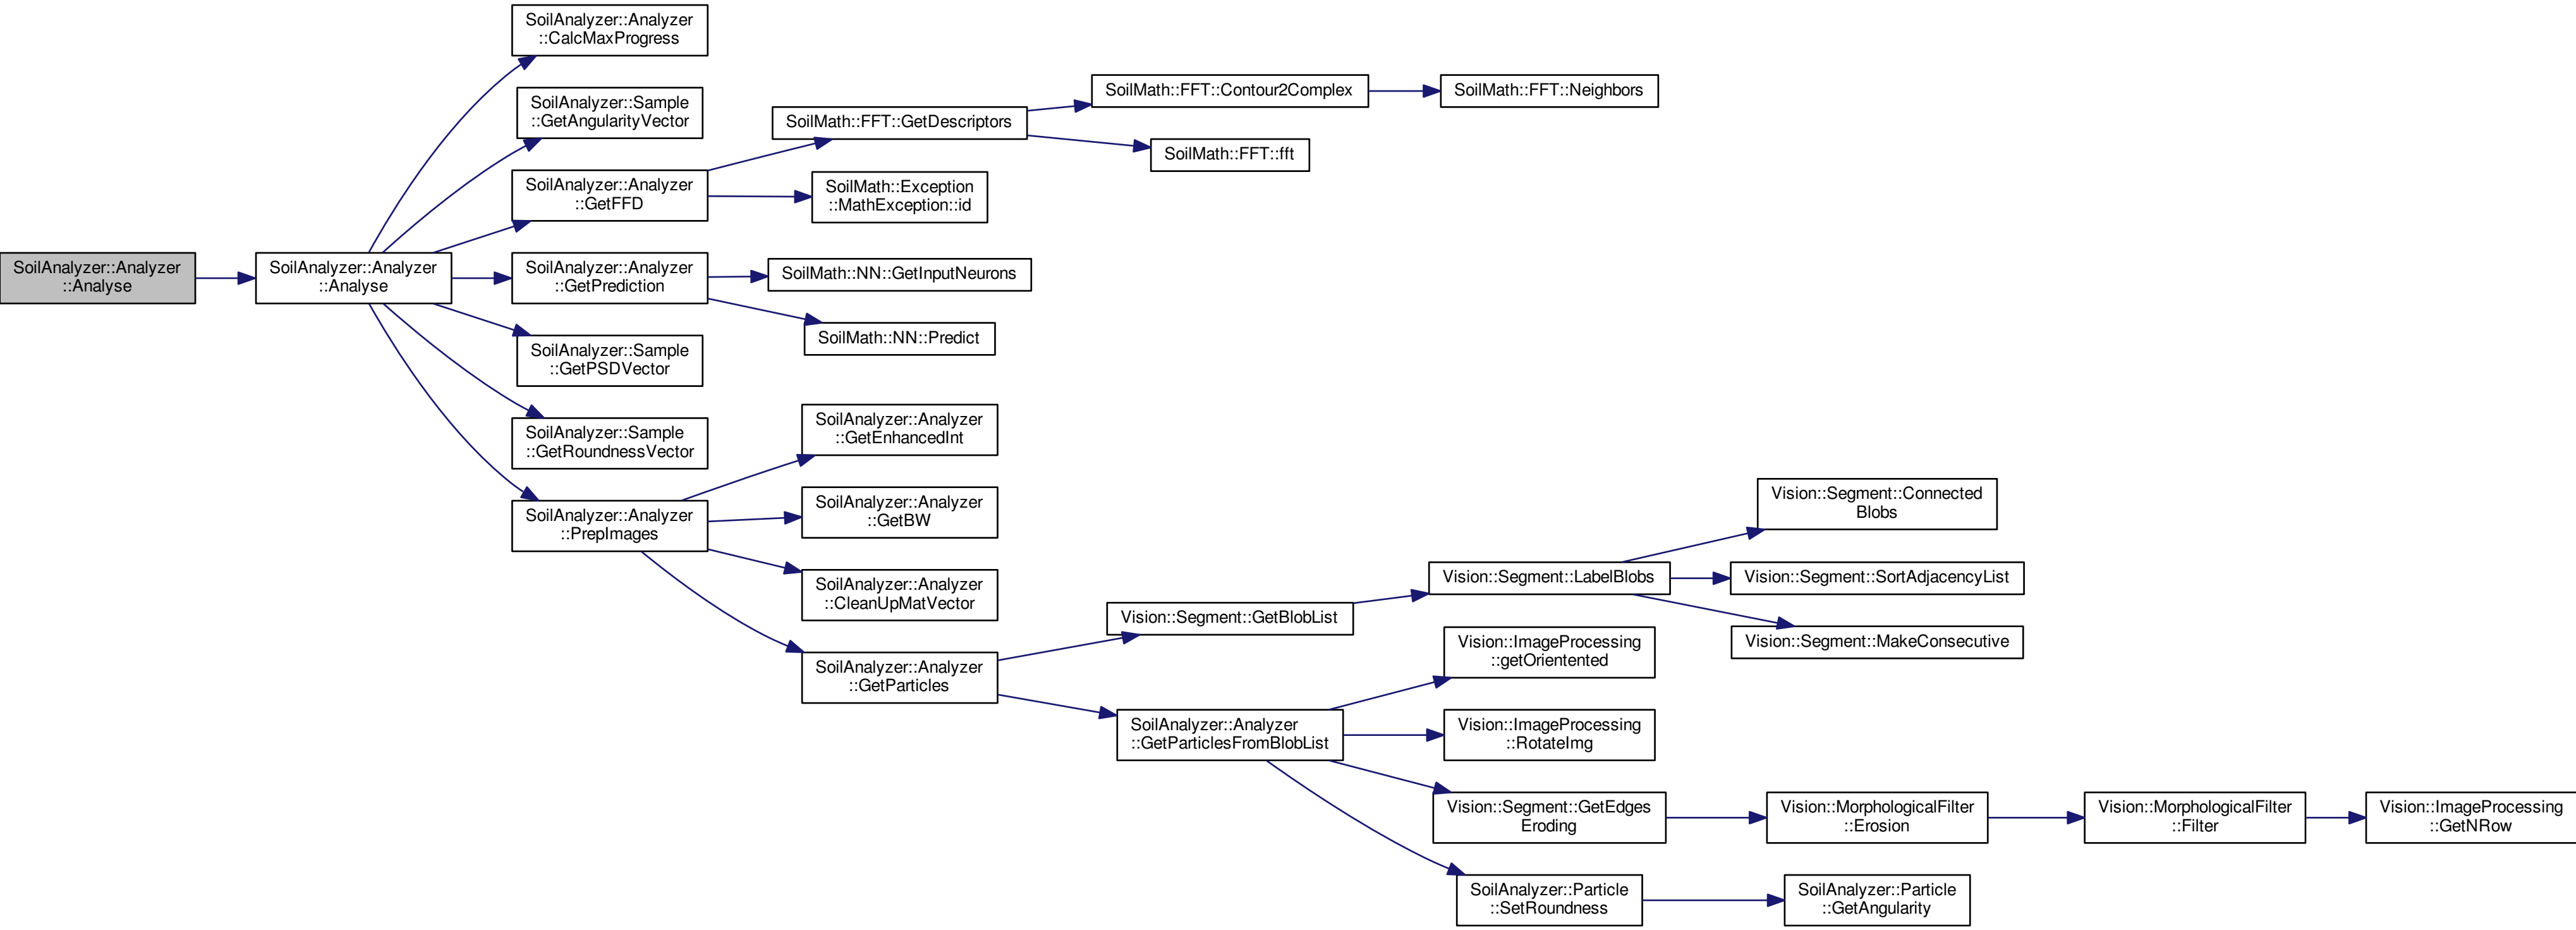 SoilAnalyzer::Analyzer
::Analyse
SoilAnalyzer::Analyzer
::Analyse
SoilAnalyzer::Analyzer
::CalcMaxProgress
SoilAnalyzer::Sample
::GetAngularityVector
SoilAnalyzer::Analyzer
::GetFFD
SoilAnalyzer::Analyzer
::GetPrediction
SoilAnalyzer::Sample
::GetPSDVector
SoilAnalyzer::Sample
::GetRoundnessVector
SoilAnalyzer::Analyzer
::PrepImages
SoilMath::FFT::GetDescriptors
SoilMath::Exception
::MathException::id
SoilMath::NN::GetInputNeurons
SoilMath::NN::Predict
SoilAnalyzer::Analyzer
::GetEnhancedInt
SoilAnalyzer::Analyzer
::GetBW
SoilAnalyzer::Analyzer
::CleanUpMatVector
SoilAnalyzer::Analyzer
::GetParticles
SoilMath::FFT::Contour2Complex
SoilMath::FFT::fft
SoilMath::FFT::Neighbors
Vision::Segment::GetBlobList
SoilAnalyzer::Analyzer
::GetParticlesFromBlobList
Vision::Segment::LabelBlobs
Vision::ImageProcessing
::getOrientented
Vision::ImageProcessing
::RotateImg
Vision::Segment::GetEdges
Eroding
SoilAnalyzer::Particle
::SetRoundness
Vision::Segment::Connected
Blobs
Vision::Segment::SortAdjacencyList
Vision::Segment::MakeConsecutive
Vision::MorphologicalFilter
::Erosion
Vision::MorphologicalFilter
::Filter
Vision::ImageProcessing
::GetNRow
SoilAnalyzer::Particle
::GetAngularity